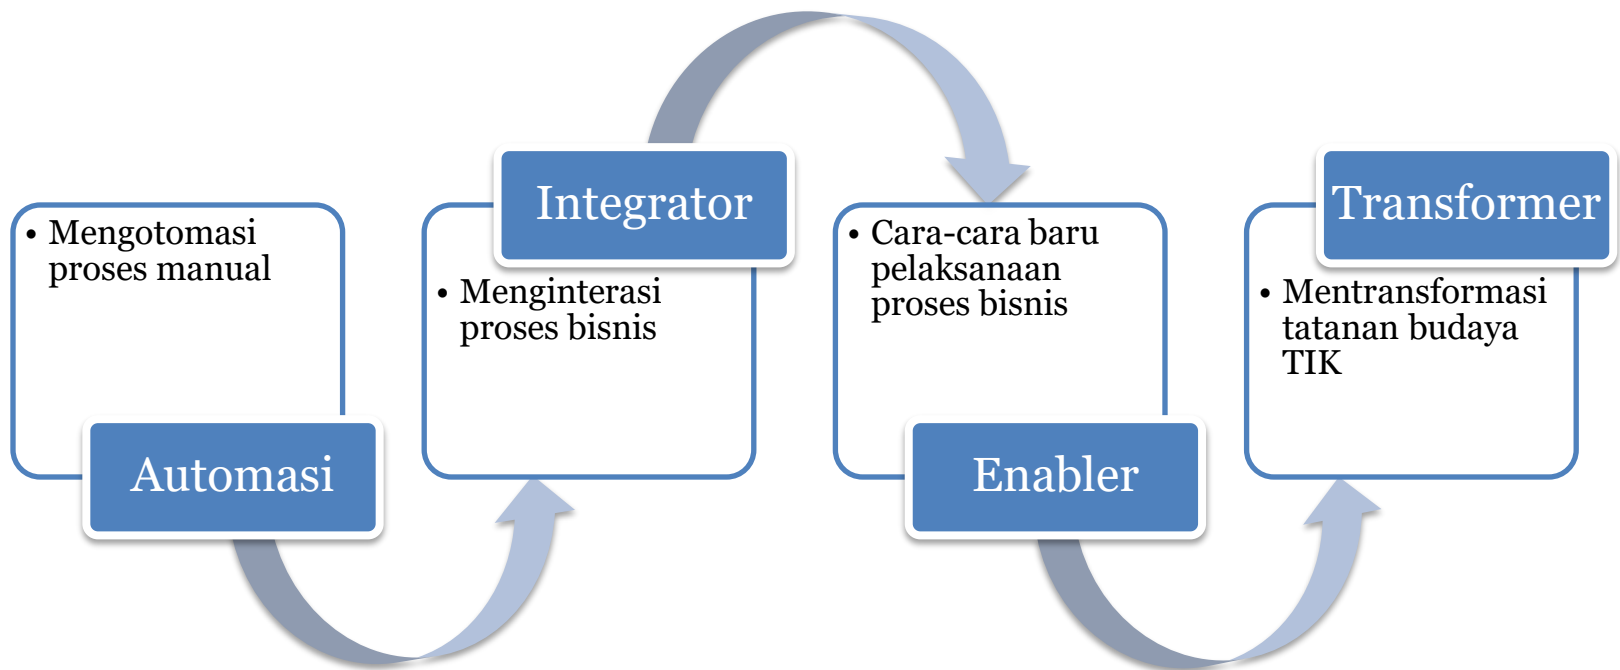 • Mengotomasi
proses manual
Automasi
Integrator
• Menginterasi
proses bisnis
• Cara-cara baru
pelaksanaan
proses bisnis
Enabler
Transformer
• Mentransformasi
tatanan budaya
TIK